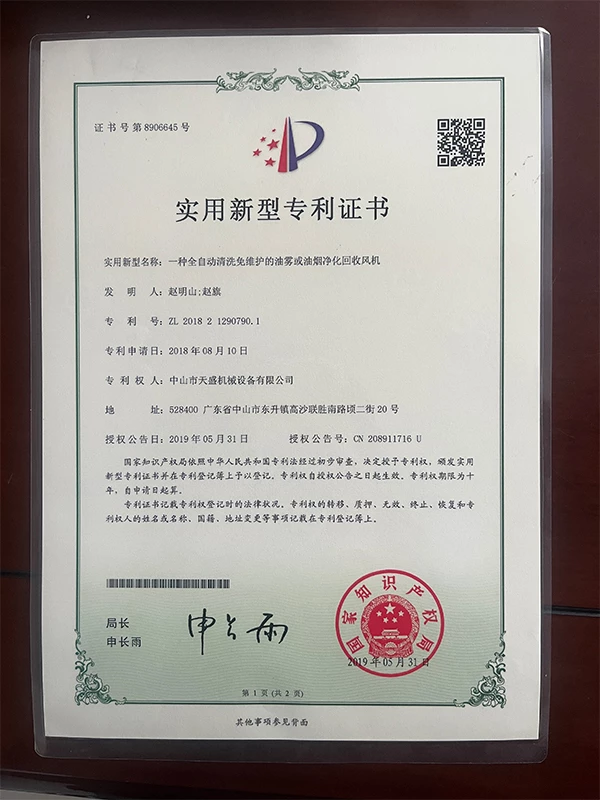 证书号第8906645号
实用新型专利证书
实用新型名称：一种全自动清洗免维护的油雾或油烟净化回收风机
发 明 人：赵明山;赵旗
专 利 号：ZL 2018 2 1290790.1
专利申请日：2018年08月10日
专 利 权 人：中山市天盛机械设备有限公司
地 址：528400 广东省中山市东升镇高沙联胜南路顷二街20号
授权公告日：2019年05月31日 授权公告号：CN 208911716 U
国家知识产权局依照中华人民共和国专利法经过初步审查，决定授予专利权，颁发实用
新型专利证书并在专利登记簿上予以登记。专利权自授权公告之日起生效。专利权期限为十
年，自申请日起算。
专利证书记载专利权登记时的法律状况。专利权的转移、质押、无效、终止、恢复和专利
权人的姓名或名称、国籍、地址变更等事项记载在专利登记簿上。
局长
申长雨
申长雨
国家知识产权局
2019年05月31日
第 1 页 (共 2 页)
其他事项参见背面